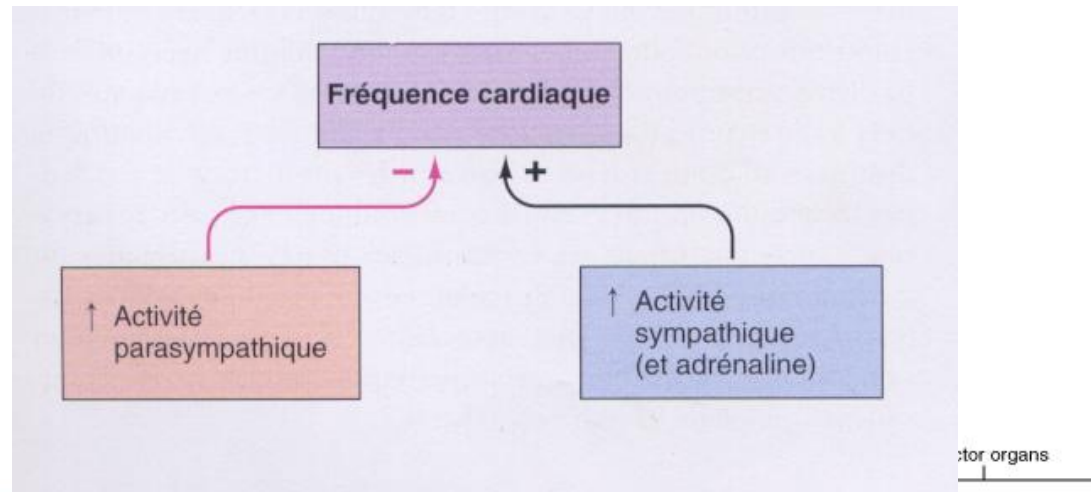 Fréquence cardiaque
− +
↑ Activité
parasympathique
↑ Activité
sympathique
(et adrénaline)
ctor organs